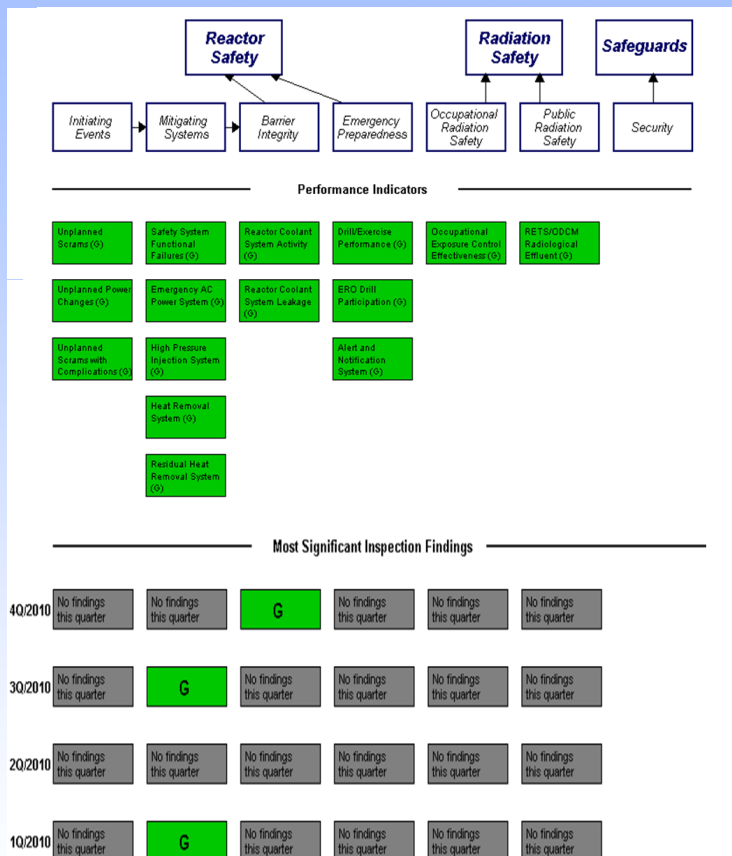 Reactor
Safety
Radiation
Safety
Safeguards
Initiating
Events
Mitigating
Systems
Barrier
Integrity
Emergency
Preparedness
Occupational
Radiation
Safety
Public
Radiation
Safety
Security
Performance Indicators
Unplanned
Scrams (G)
Safety System
Functional
Failures (G)
Reactor Coolant
System Activity
(G)
Drill/Exercise
Performance (G)
Occupational
Exposure Control
Effectiveness (G)
RETS/ODCM
Radiological
Effluent (G)
Unplanned Power
Changes (G)
Emergency AC
Power System (G)
Reactor Coolant
System Leakage
(G)
ERO Drill
Participation (G)
Unplanned
Scrams with
Complications (G)
High Pressure
Injection System
(G)
Alert and
Notification
System (G)
Heat Removal
System (G)
Residual Heat
Removal System
(G)
Most Significant Inspection Findings
4Q/2010
No findings
this quarter
No findings
this quarter
G
No findings
this quarter
No findings
this quarter
No findings
this quarter
3Q/2010
No findings
this quarter
G
No findings
this quarter
No findings
this quarter
No findings
this quarter
No findings
this quarter
2Q/2010
No findings
this quarter
No findings
this quarter
No findings
this quarter
No findings
this quarter
No findings
this quarter
No findings
this quarter
1Q/2010
No findings
this quarter
G
No findings
this quarter
No findings
this quarter
No findings
this quarter
No findings
this quarter